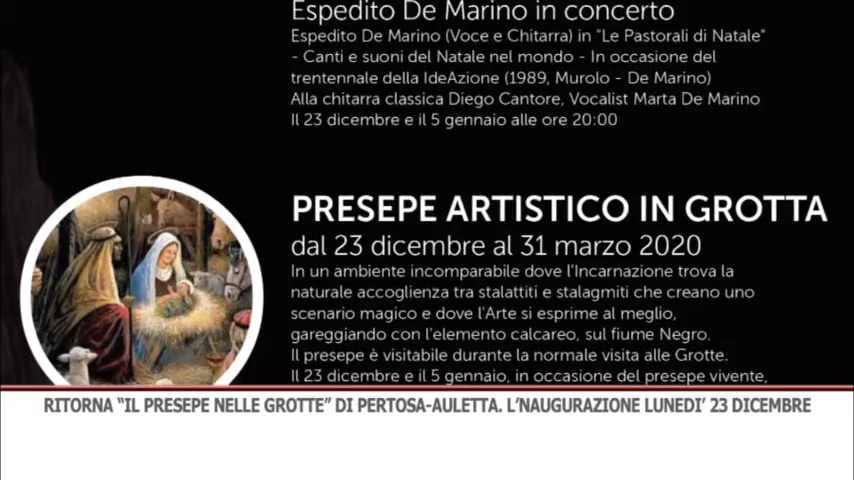 Espedito De Marino in concerto
Espedito De Marino (Voce e Chitarra) in "Le Pastorali di Natale"
- Canti e suoni del Natale nel mondo - In occasione del
trentennale della IdeAzione (1989, Murolo - De Marino)
Alla chitarra classica Diego Cantore, Vocalist Marta De Marino
Il 23 dicembre e il 5 gennaio alle ore 20:00
PRESEPE ARTISTICO IN GROTTA
dal 23 dicembre al 31 marzo 2020
In un ambiente incomparabile dove l'Incarnazione trova la
naturale accoglienza tra stalattiti e stalagmiti che creano uno
scenario magico e dove l'Arte si esprime al meglio,
gareggiando con l'elemento calcareo, sul fiume Negro.
Il presepe è visitabile durante la normale visita alle Grotte.
Il 23 dicembre e il 5 gennaio, in occasione del presepe vivente,
RITORNA “IL PRESEPE NELLE GROTTE” DI PERTOSA-AULETTA. L’NAUGURAZIONE LUNEDI’ 23 DICEMBRE